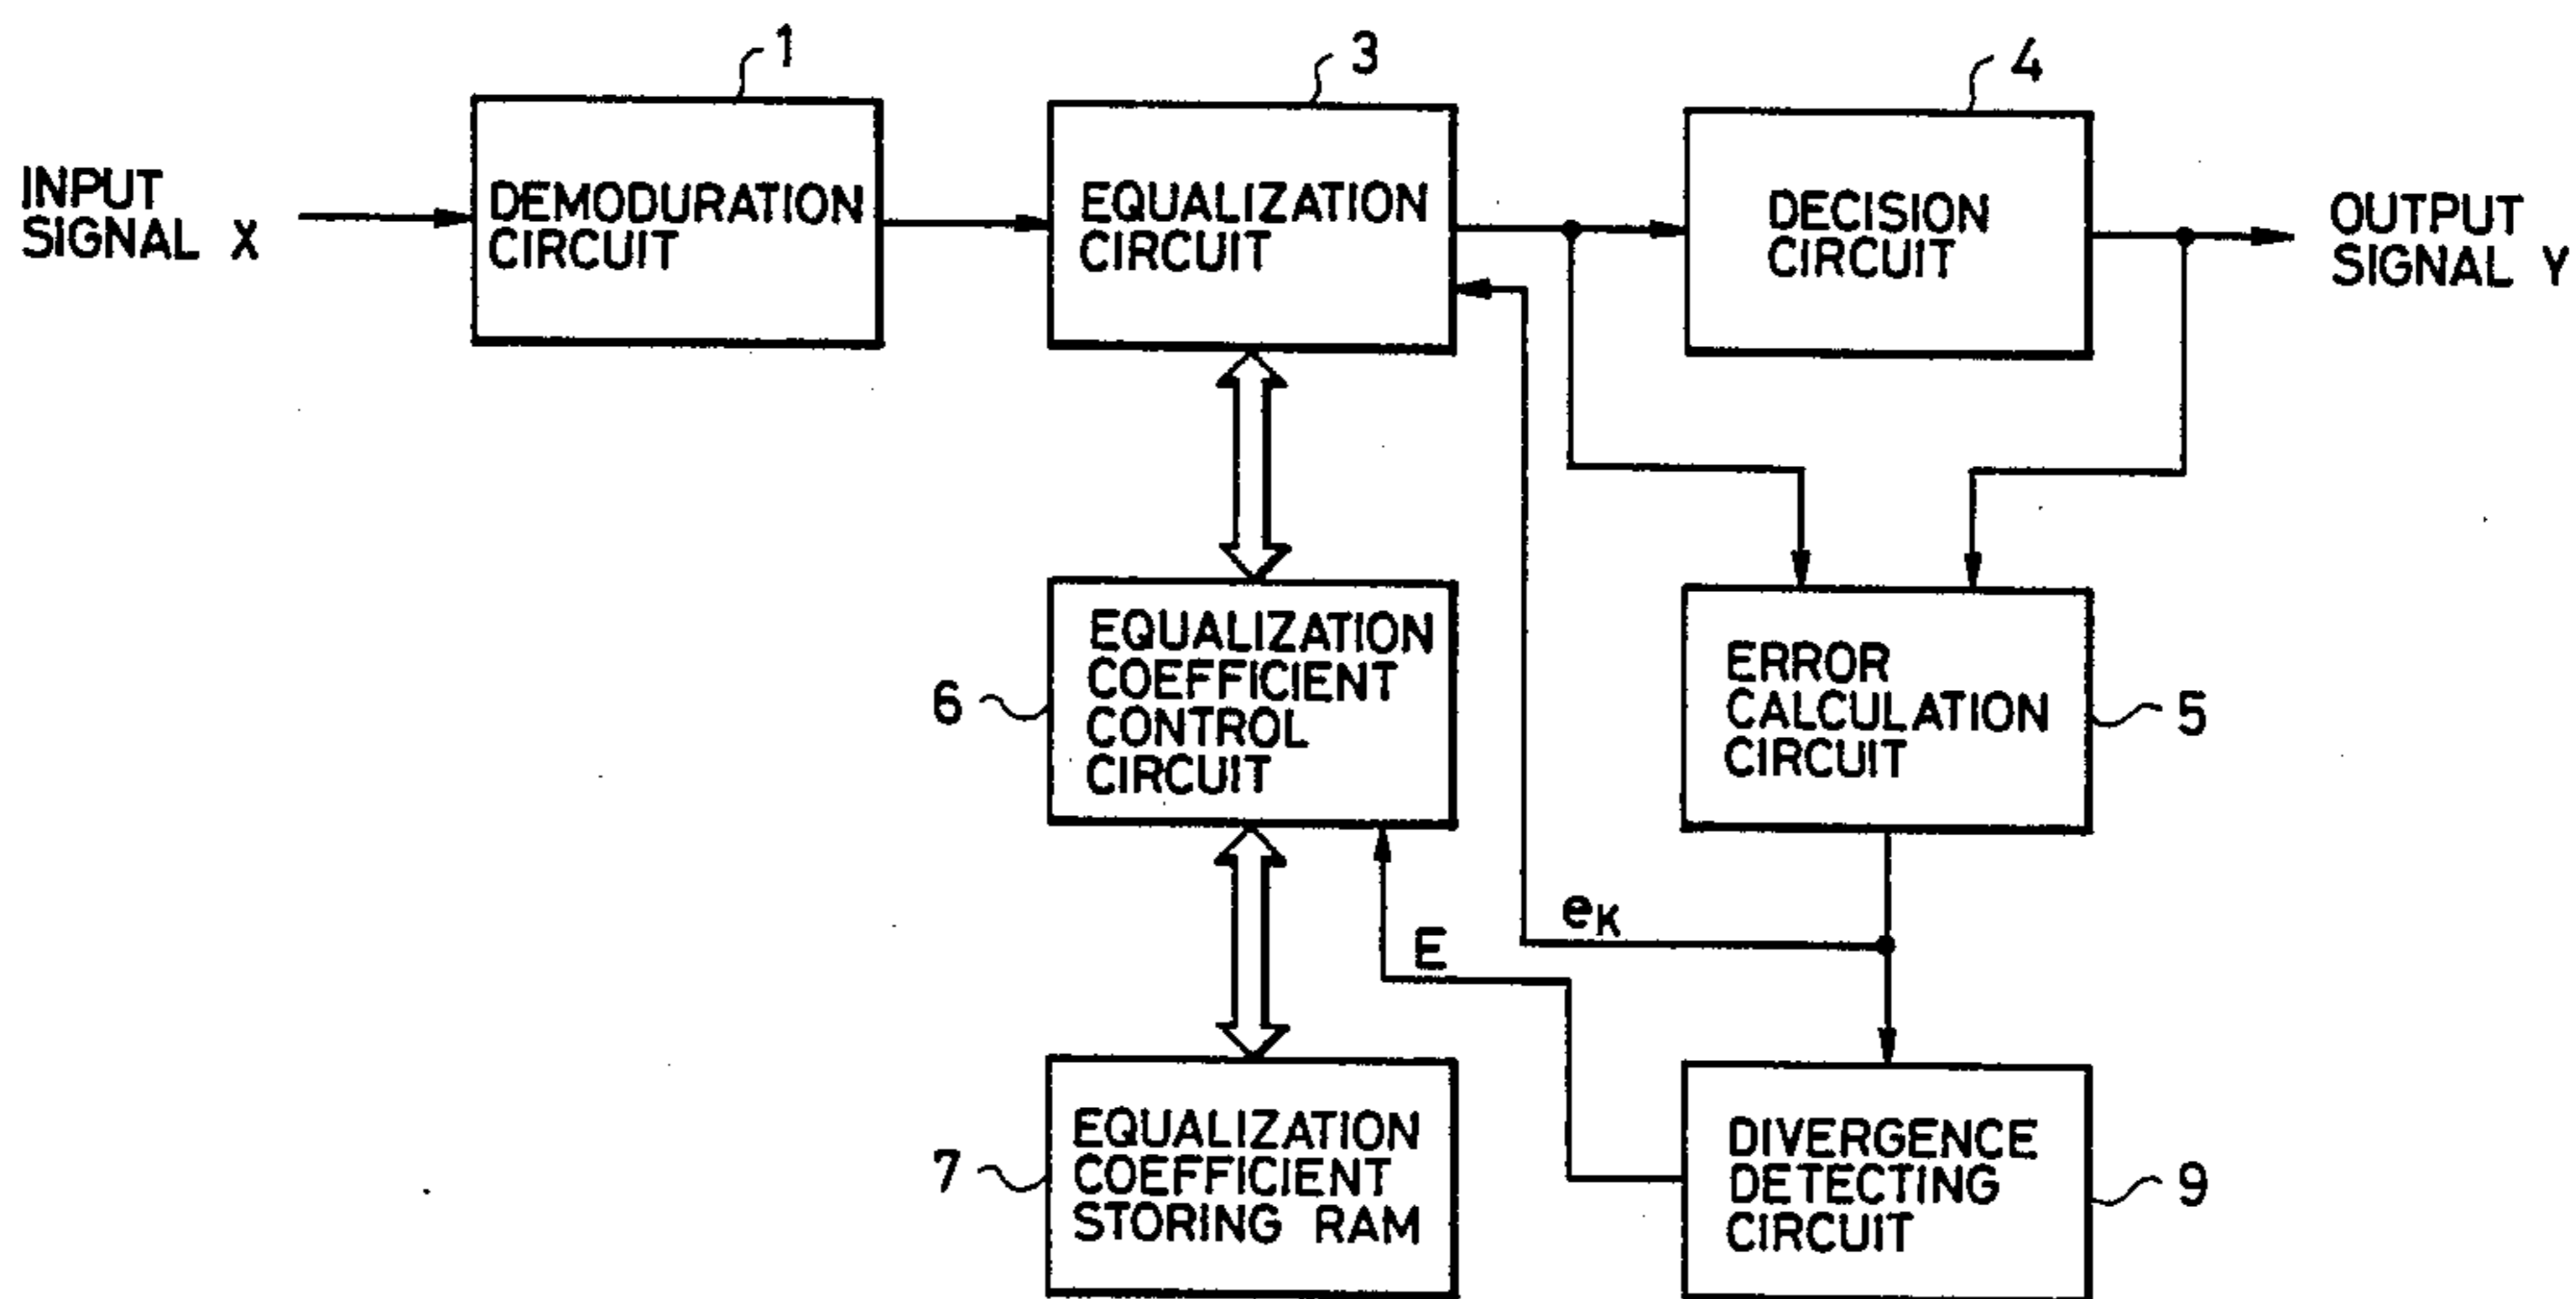 1
3
4
INPUT
SIGNAL X
DEMODURATION
CIRCUIT
EQUALIZATION
CIRCUIT
DECISION
CIRCUIT
OUTPUT
SIGNAL Y
6
EQUALIZATION
COEFFICIENT
CONTROL
CIRCUIT
ERROR
CALCULATION
CIRCUIT
5
E
eK
7
EQUALIZATION
COEFFICIENT
STORING RAM
DIVERGENCE
DETECTING
CIRCUIT
9